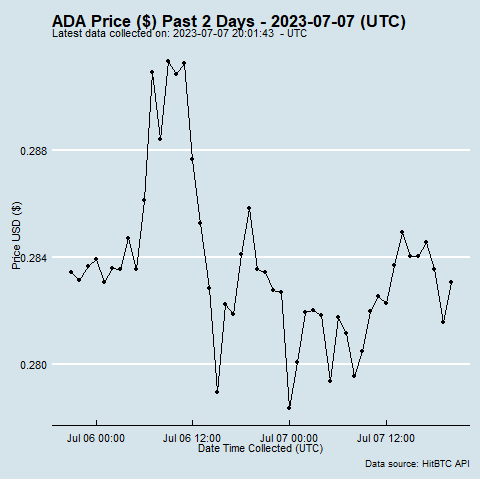 ADA Price ($) Past 2 Days - 2023-07-07 (UTC)
Latest data collected on: 2023-07-07 20:01:43  - UTC
0.288
0.284
0.280
Price USD ($)
Jul 06 00:00 Jul 06 12:00 Jul 07 00:00 Jul 07 12:00
Date Time Collected (UTC)
Data source: HitBTC API